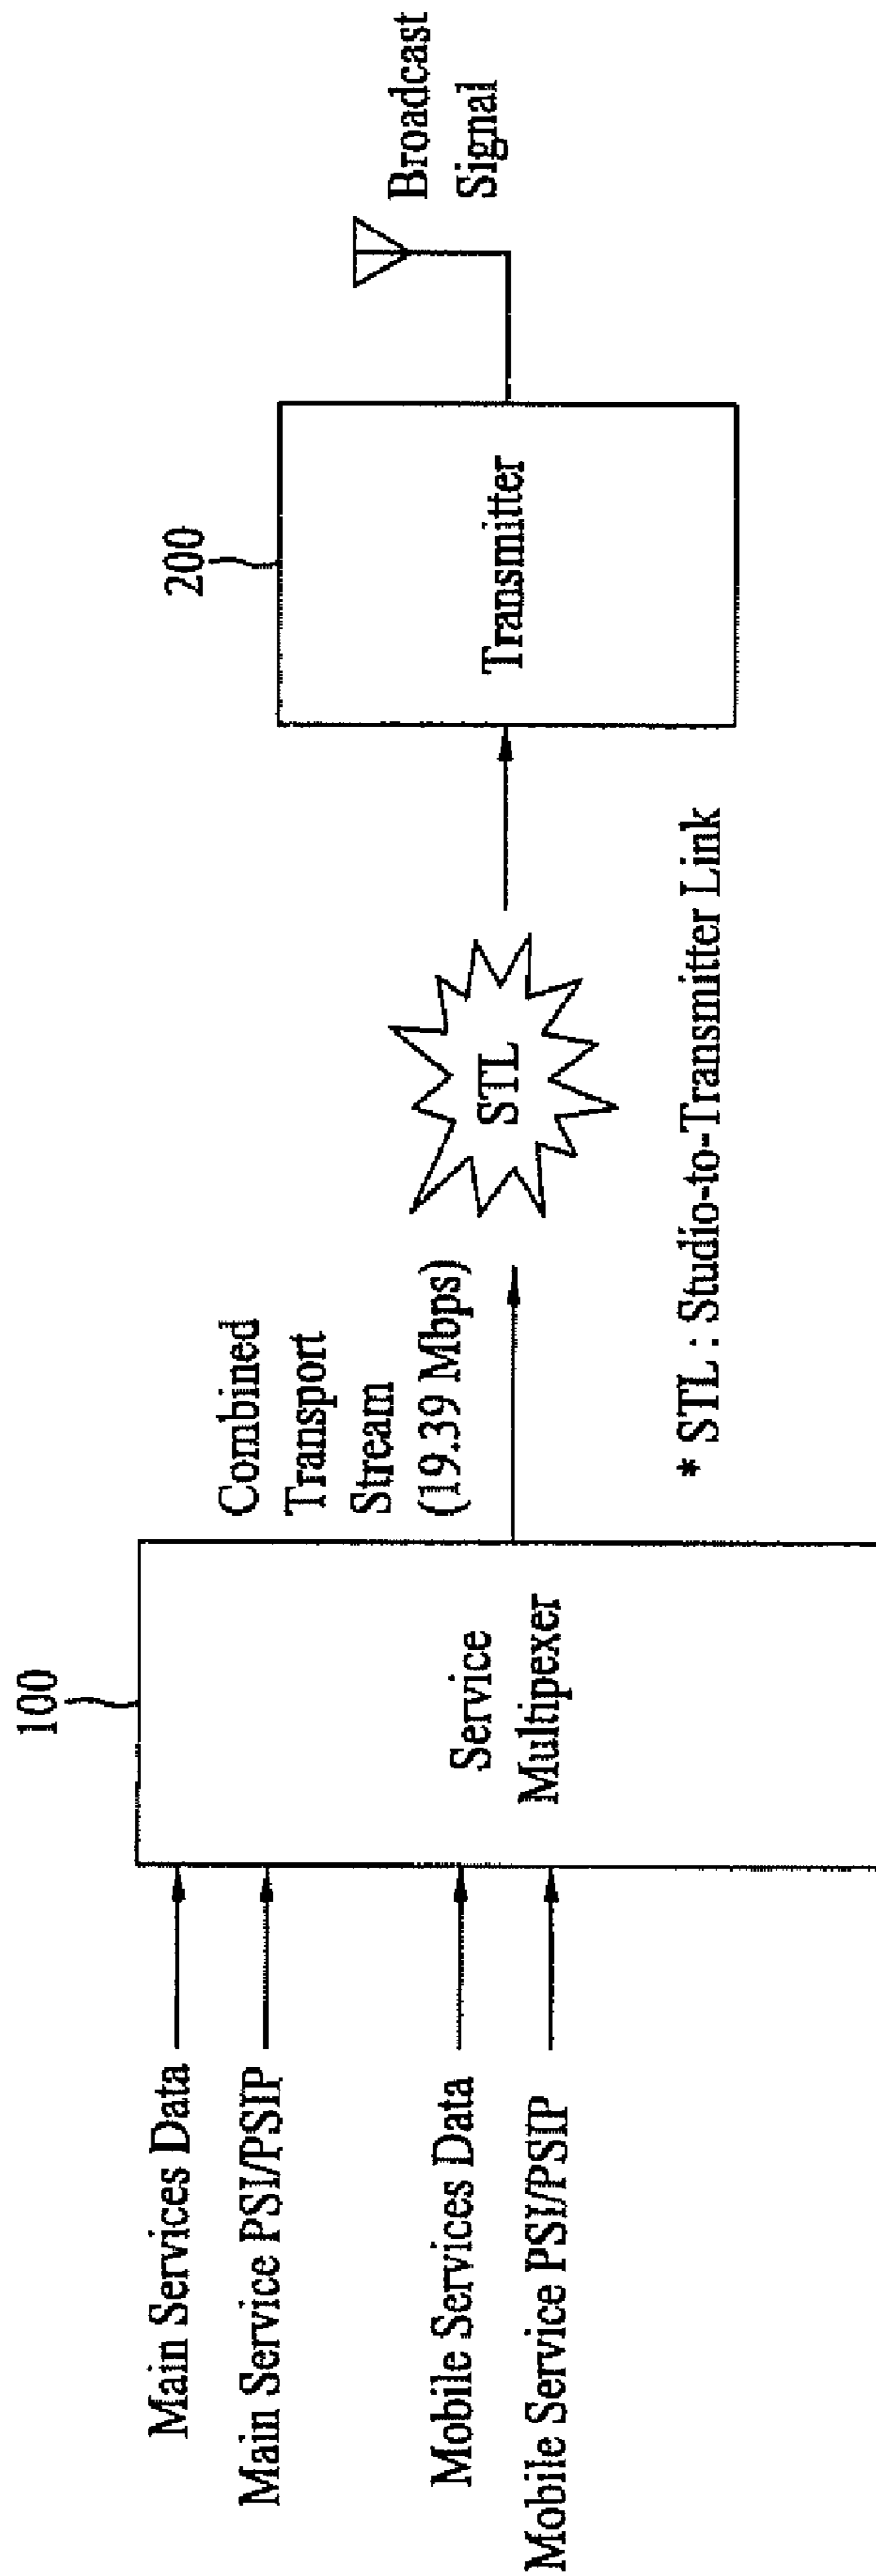 Main Services Data
Main Service PSI/PSIP
Mobile Services Data
Mobile Service PSI/PSIP
100
Service
Multipexer
Combined
Transport
Stream
(19.39 Mbps)
STL
200
Transmitter
Broadcast
Signal
* STL : Studio-to-Transmitter Link